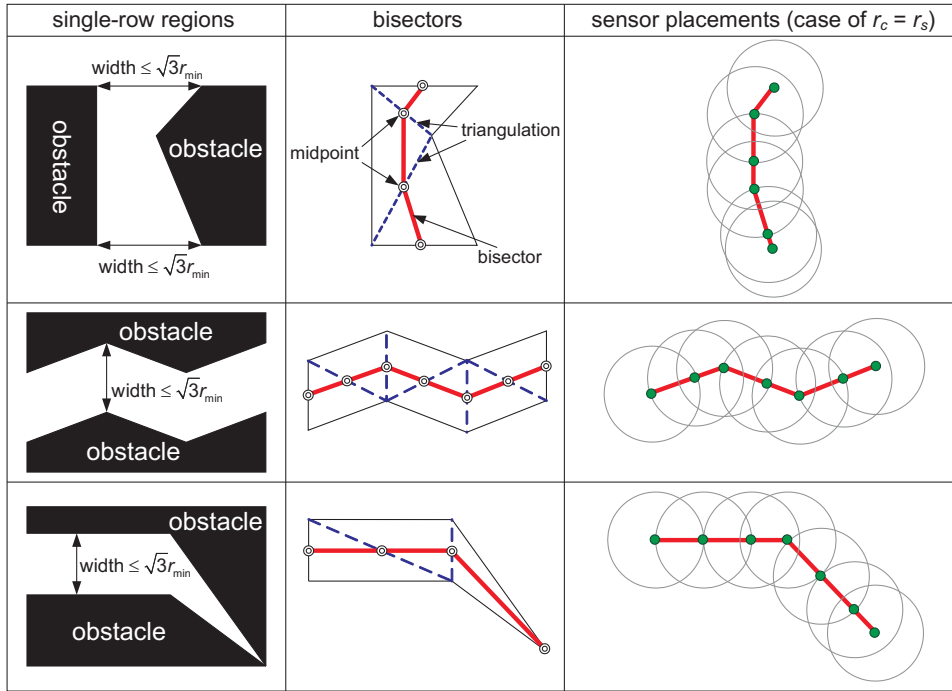 single-row regions
bisectors
sensor placements (case of r_c = r_s)
width ≤ √3r_min
obstacle
obstacle
width ≤ √3r_min
midpoint
triangulation
bisector
obstacle
width ≤ √3r_min
obstacle
obstacle
width ≤ √3r_min
obstacle